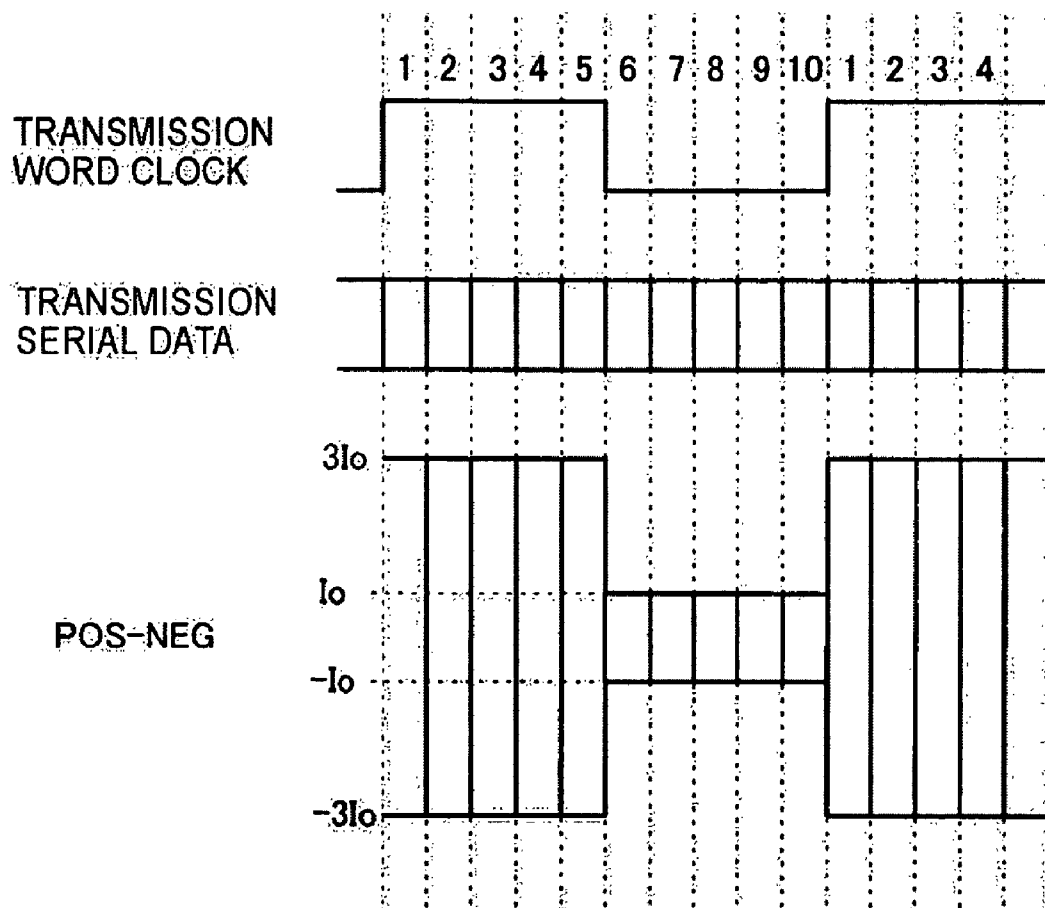 1 2 3 4 5 6 7 8 9 10 1 2 3 4
TRANSMISSION
WORD CLOCK
TRANSMISSION
SERIAL DATA
3Io
Io
POS-NEG
-Io
-3Io